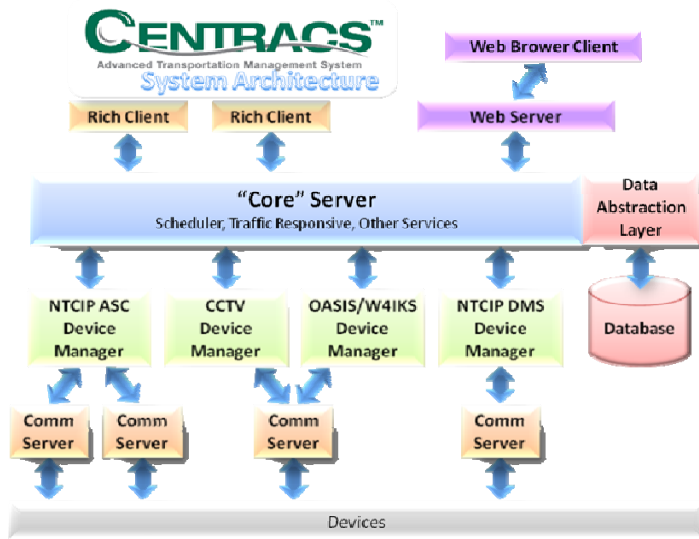 CENTRACS™
Advanced Transportation Management System
System Architecture
Web Brower Client
Rich Client
Rich Client
Web Server
"Core" Server
Scheduler, Traffic Responsive, Other Services
Data
Abstraction
Layer
NTCIP ASC
Device
Manager
CCTV
Device
Manager
OASIS/W4IKS
Device
Manager
NTCIP DMS
Device
Manager
Database
Comm
Server
Comm
Server
Comm
Server
Comm
Server
Devices